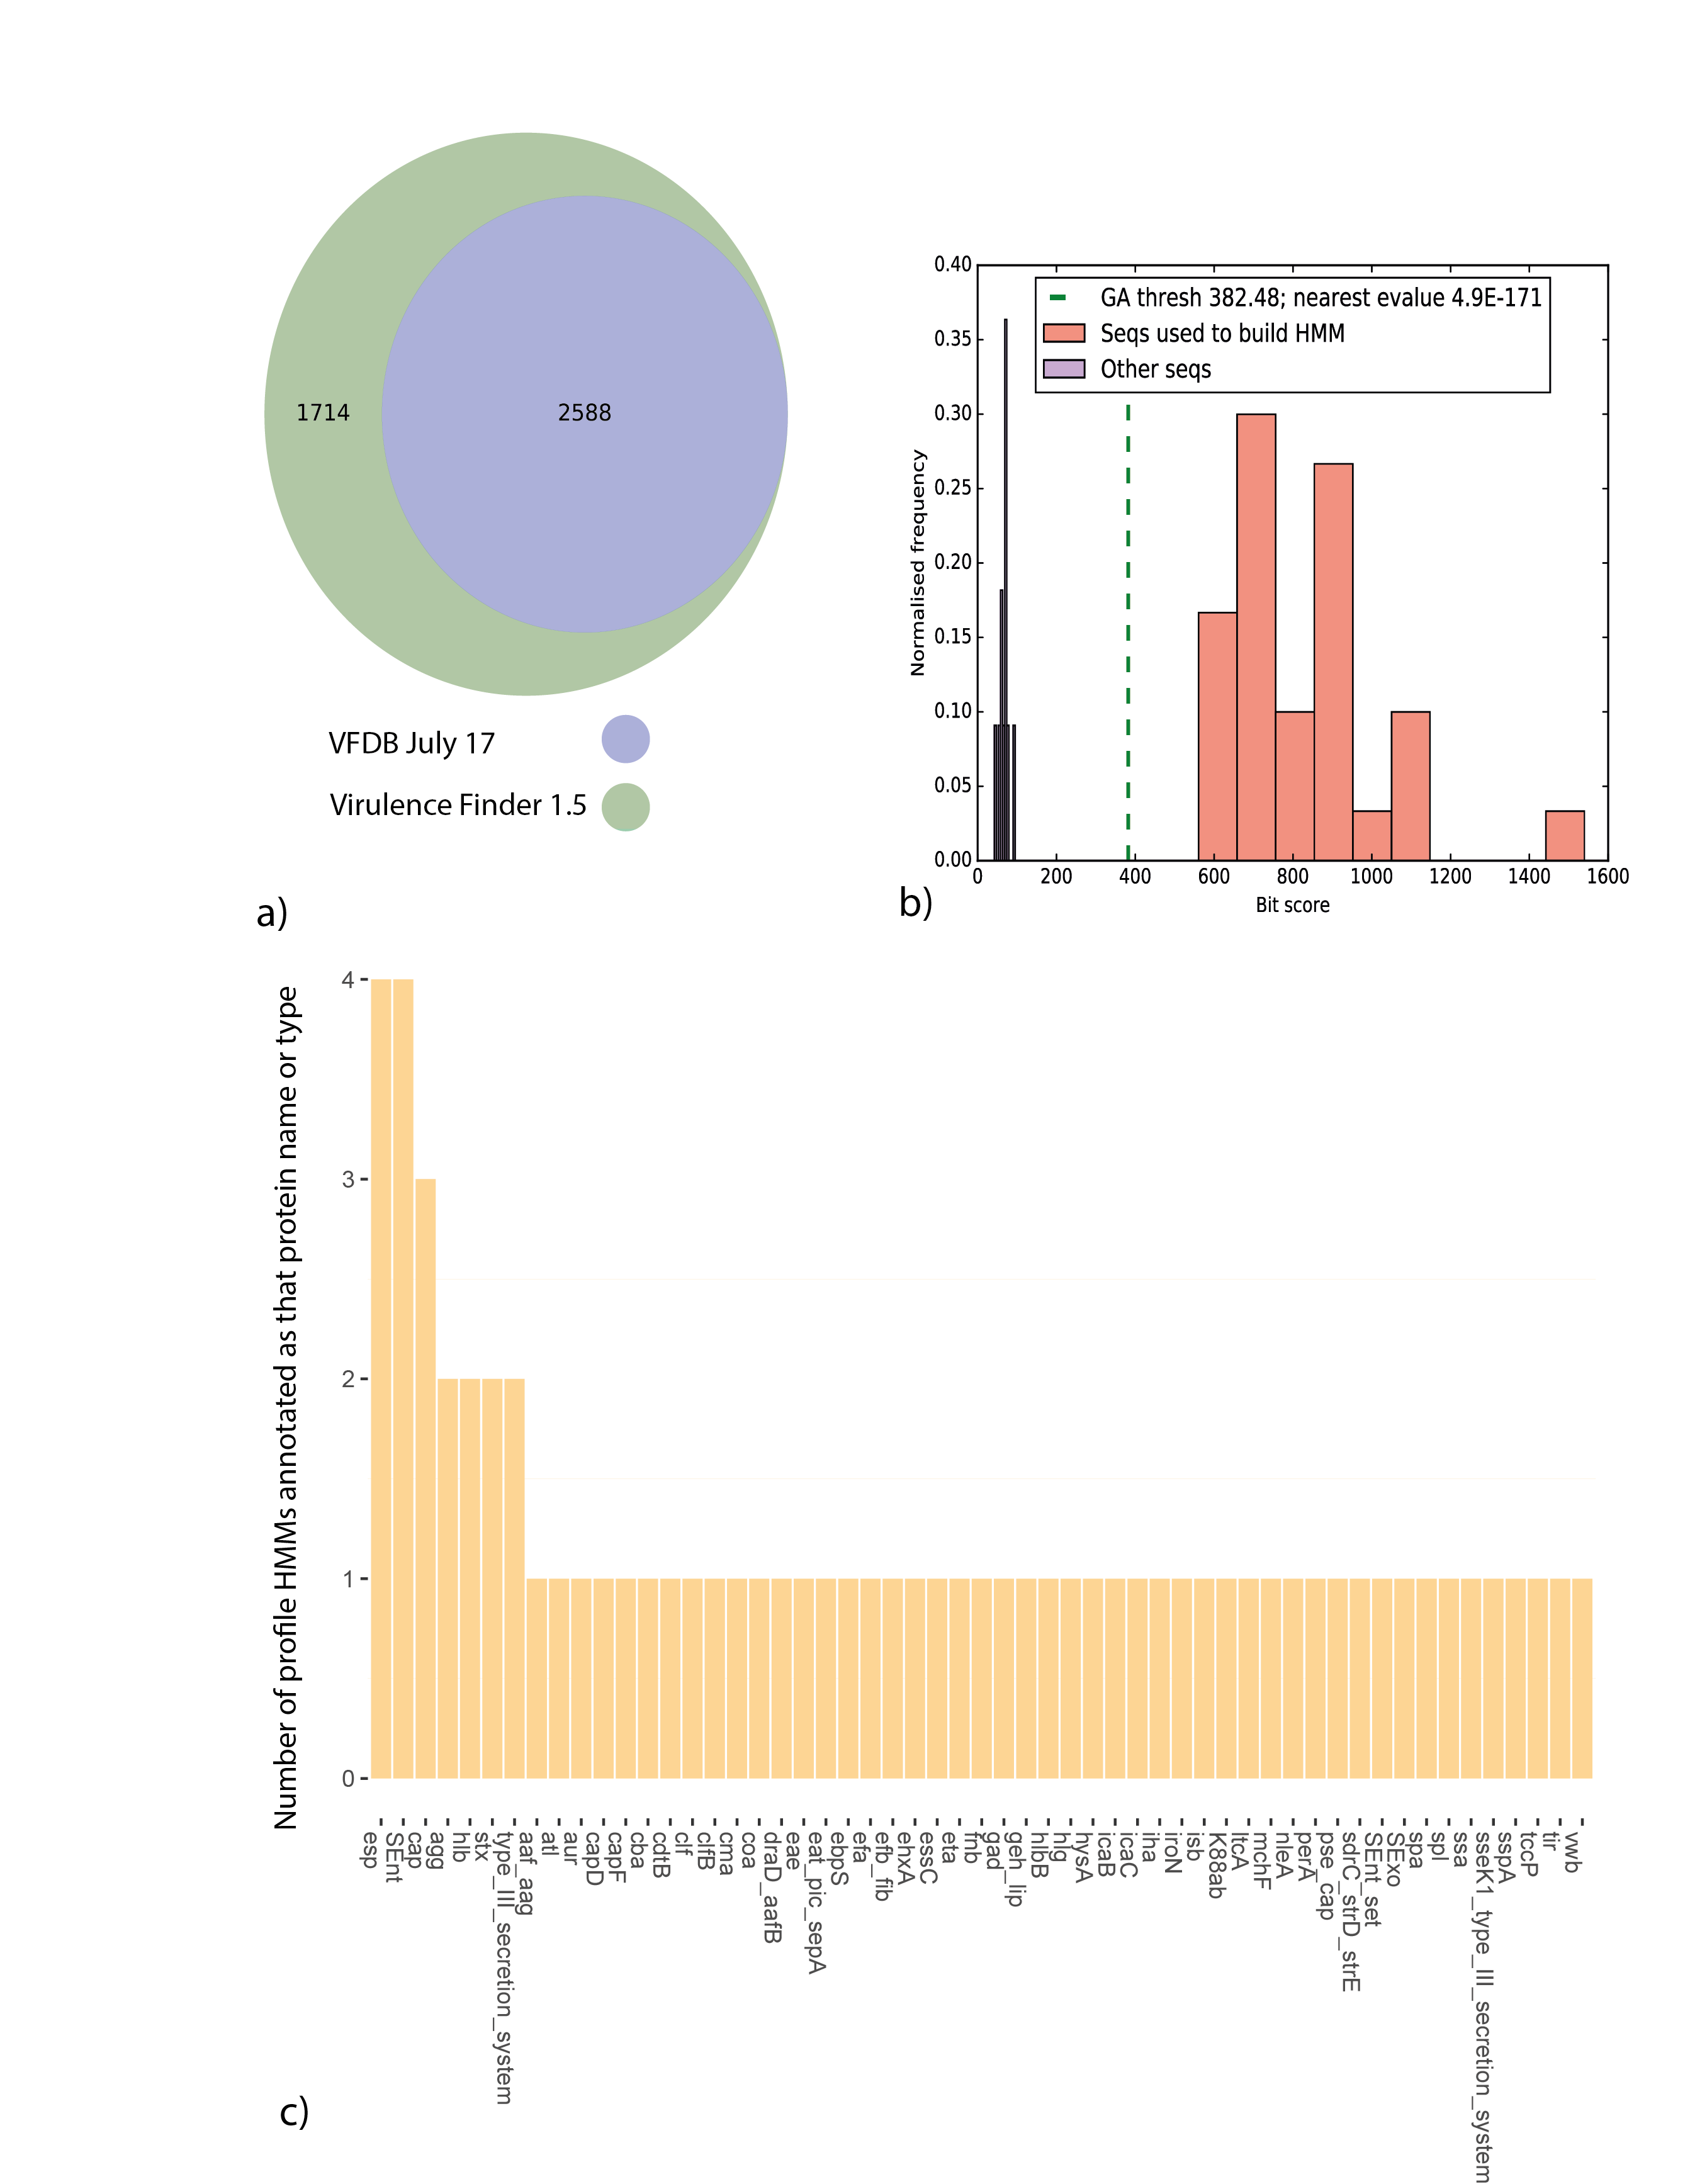 1714
2588
VFDB July 17
Virulence Finder 1.5
a)
0.40
0.35
0.30
0.25
0.20
0.15
0.10
0.05
0.00
Normalised frequency
GA thresh 382.48; nearest evalue 4.9E-171
Seqs used to build HMM
Other seqs
0 200 400 600 800 1000 1200 1400 1600
Bit score
b)
Number of profile HMMs annotated as that protein name or type
4
3
2
1
0
esp
SEnt
cap
agg
hlb
stx
type_III_secretion_system
aaf_aag
atl
aur
capD
capF
cba
cdtB
clf
clfB
cma
coa
draD_aafB
eae
eat_pic_sepA
ebpS
efa
efb_fib
ehxA
essC
eta
fnb
gad
geh_lip
hlbB
hlg
hysA
icaB
icaC
iha
iroN
isb
K88ab
ltcA
mchF
nleA
perA
pse_cap
sdrC_strD_strE
SEnt_set
SExo
spa
spl
ssa
sseK1_type_III_secretion_system
sspA
tccP
tir
vwb
c)